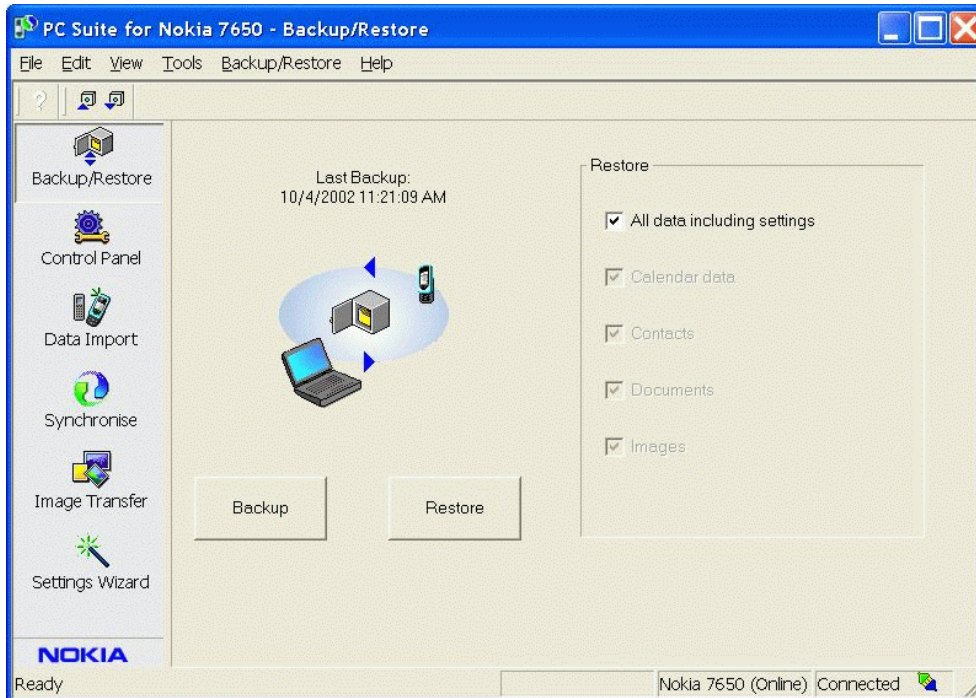 PC Suite for Nokia 7650 - Backup/Restore
File Edit View Tools Backup/Restore Help
?
Backup/Restore
Control Panel
Data Import
Synchronise
Image Transfer
Settings Wizard
NOKIA
Last Backup:
10/4/2002 11:21:09 AM
Backup
Restore
Restore
All data including settings
Calendar data
Contacts
Documents
Images
Ready
Nokia 7650 (Online)
Connected